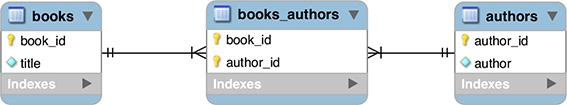 books
book_id
title
Indexes
books_authors
book_id
author_id
Indexes
authors
author_id
author
Indexes